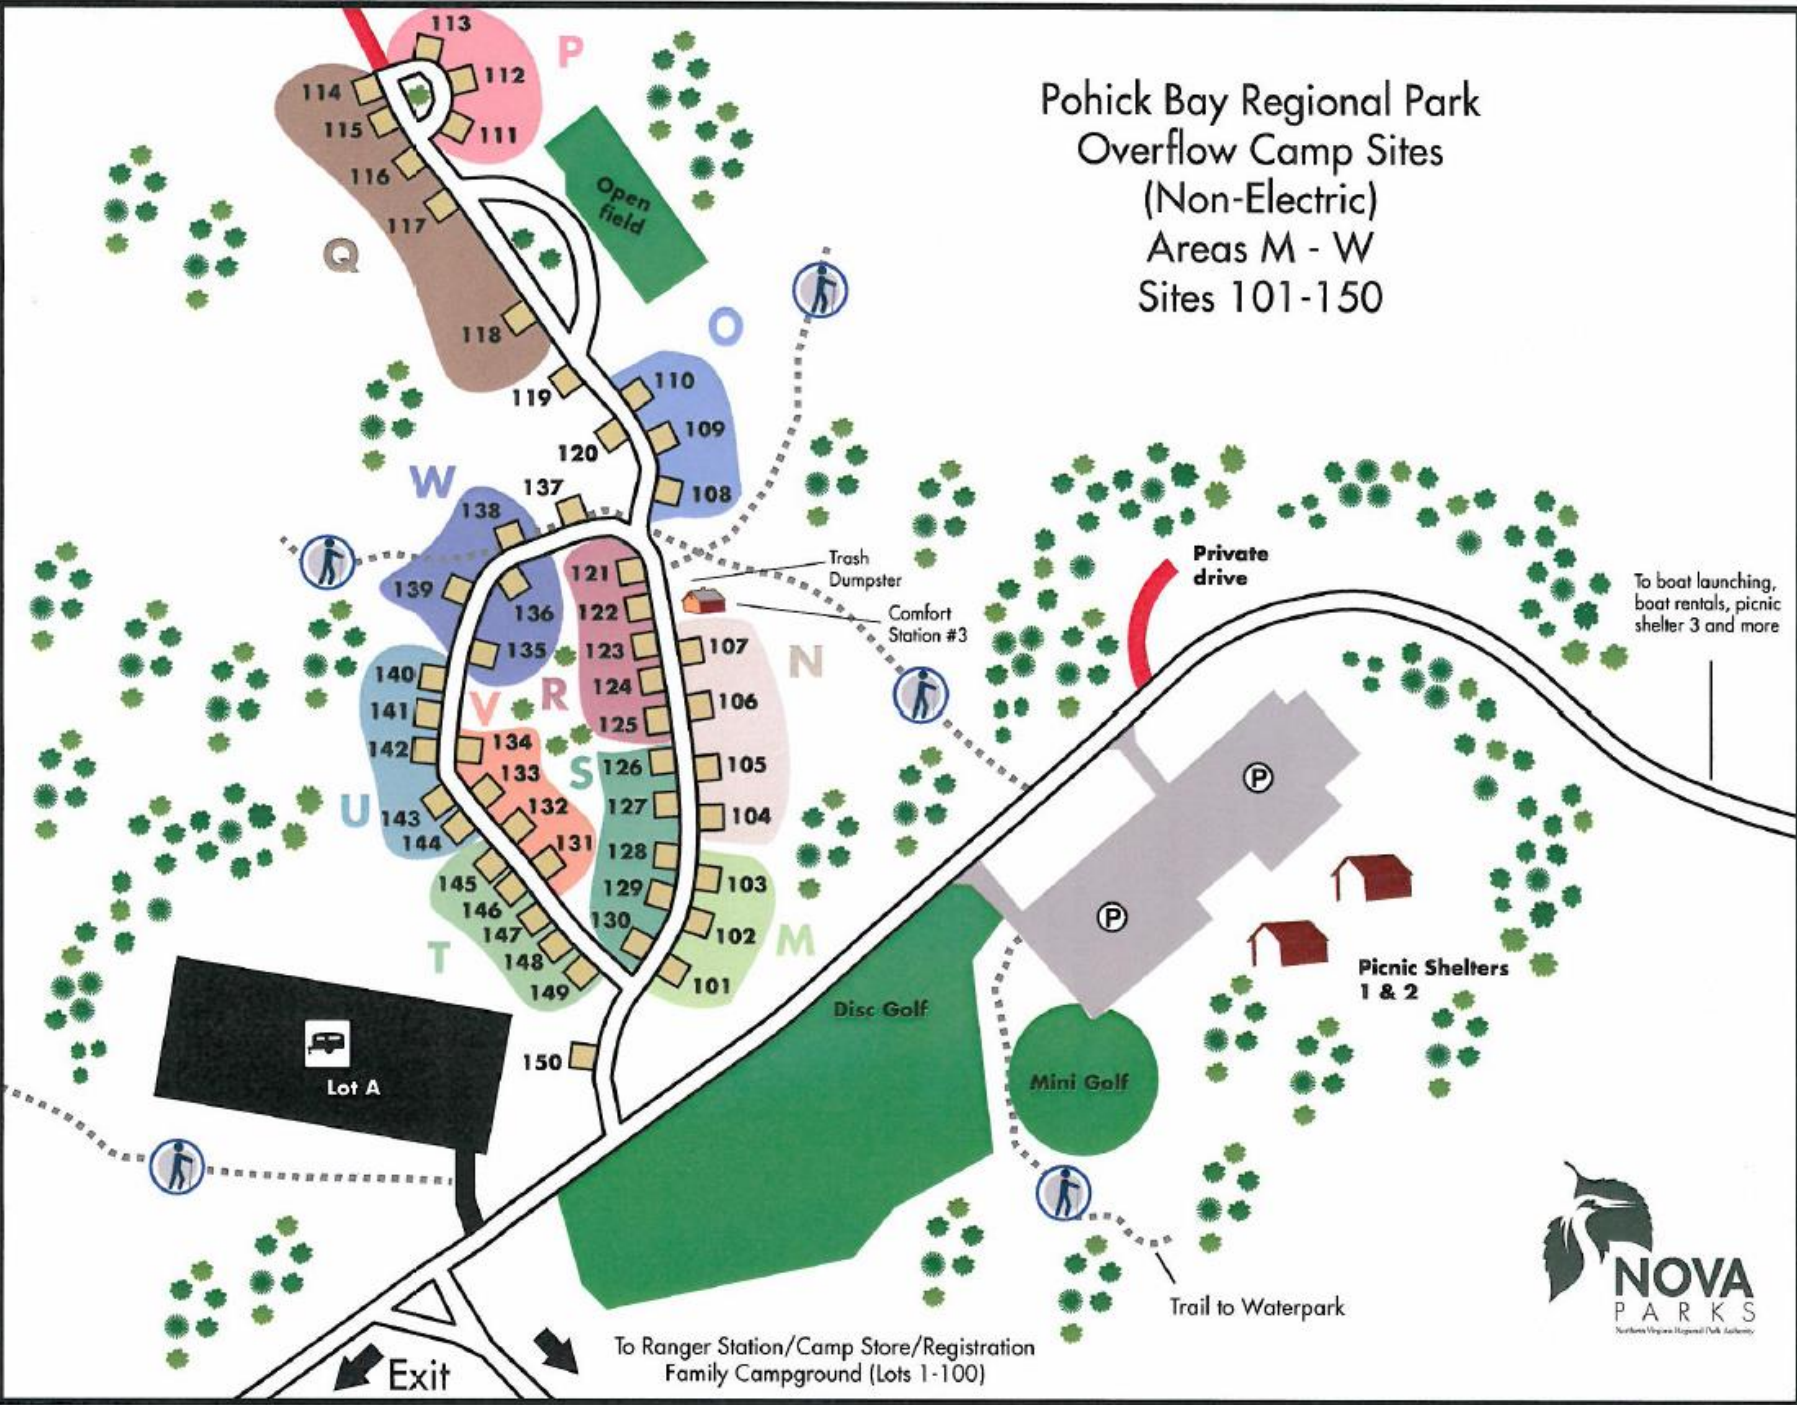 Pohick Bay Regional Park
Overflow Camp Sites
(Non-Electric)
Areas M - W
Sites 101-150
113
P
112
114
115
111
116
117
Open
field
Q
118
O
110
119
109
120
W
137
108
138
121
Trash
Dumpster
139
136
122
Comfort
Station #3
Private
drive
To boat launching,
boat rentals, picnic
shelter 3 and more
135
123
107
N
140
124
R
106
141
V
125
142
134
126
105
S
133
127
104
132
U
143
144
131
128
103
145
129
146
130
102
147
M
T
148
101
149
Picnic Shelters
1 & 2
P
P
Disc Golf
150
Lot A
Mini Golf
Trail to Waterpark
NOVA
PARKS
Northern Virginia Regional Park Authority
To Ranger Station/Camp Store/Registration
Family Campground (Lots 1-100)
Exit